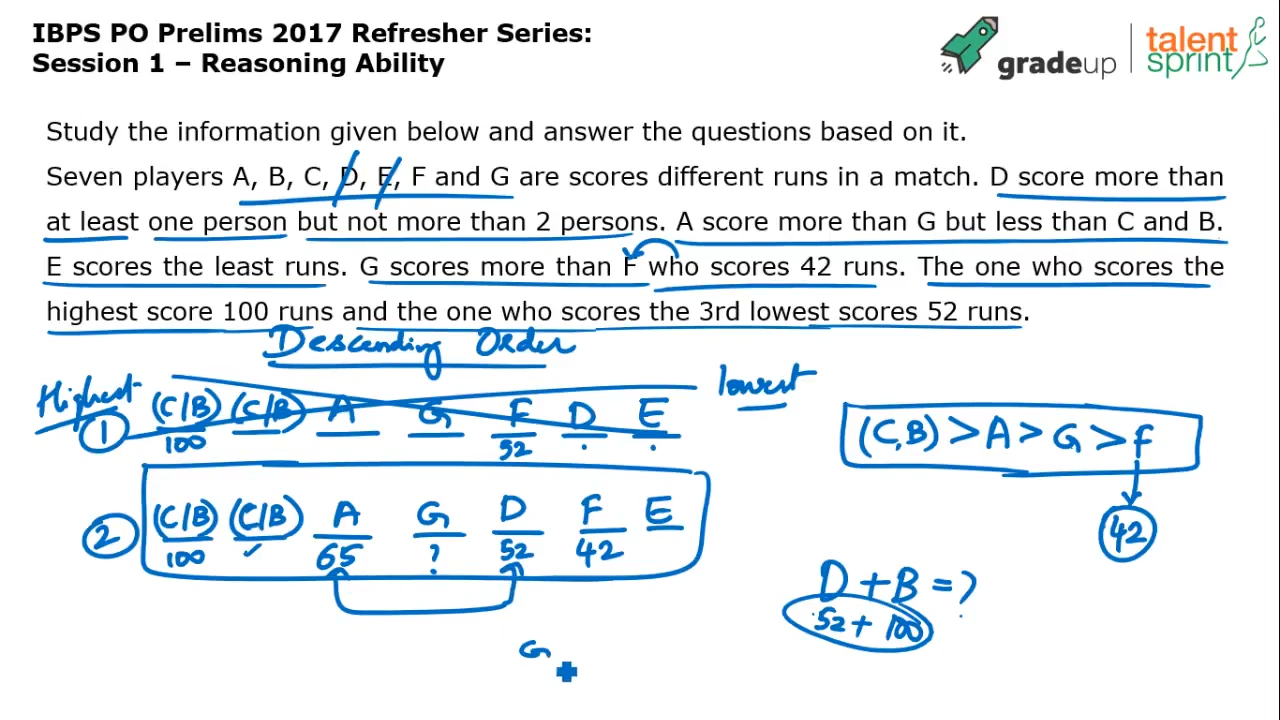 IBPS PO Prelims 2017 Refresher Series:
Session 1 – Reasoning Ability
gradeup
talent
sprint
Study the information given below and answer the questions based on it.
Seven players A, B, C, D, E, F and G are scores different runs in a match. D score more than
at least one person but not more than 2 persons. A score more than G but less than C and B.
E scores the least runs. G scores more than F who scores 42 runs. The one who scores the
highest score 100 runs and the one who scores the 3rd lowest scores 52 runs.
Descending Order
Highest lowest
1 (C/B) (C/B) A G F D E
100 52 . .
(C,B) > A > G > F
42
2 (C/B) (C/B) A G D F E
100 ✓ 65 ? 52 42
D + B = ?
52 + 100
G